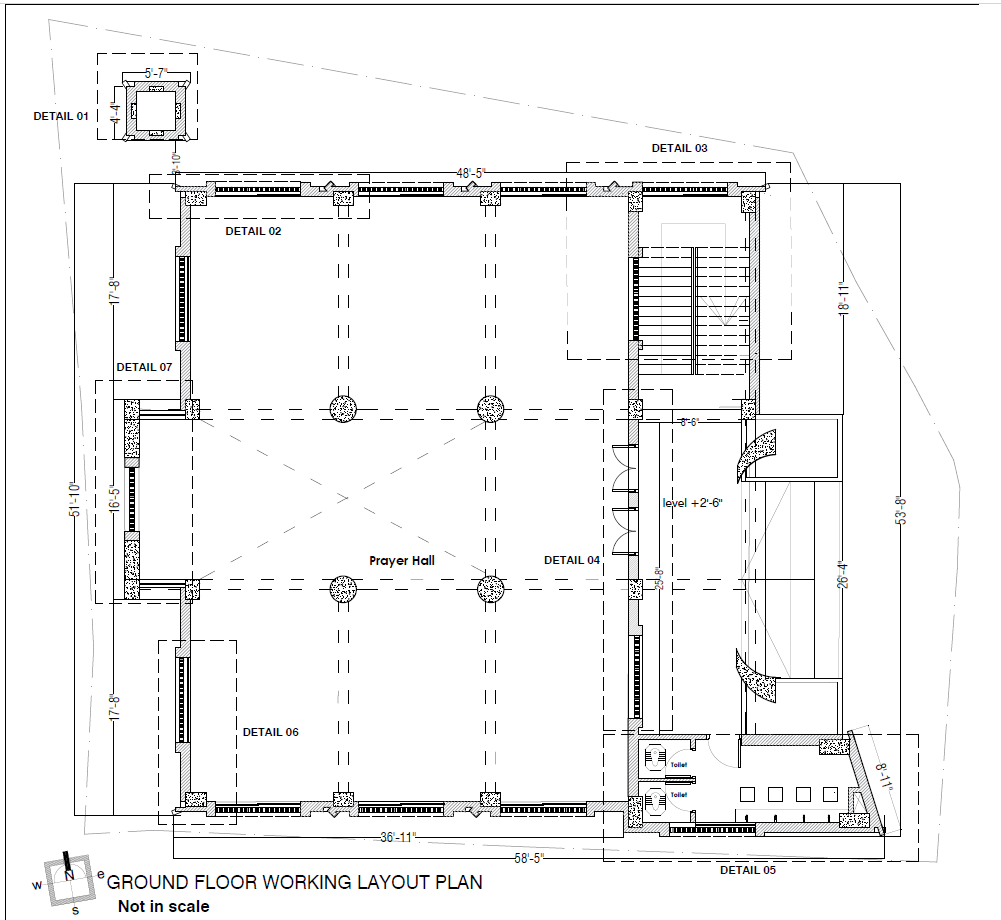 5'-7"
DETAIL 01
4'-4"
DETAIL 03
48'-5"
DETAIL 02
17'-8"
18'-11"
DETAIL 07
8'-6"
51'-10"
16'-5"
level +2'-6"
53'-8"
Prayer Hall
DETAIL 04
25'-8"
26'-4"
17'-8"
DETAIL 06
Toilet
8'-11"
Toilet
36'-11"
58'-5"
DETAIL 05
N
w
e
s
GROUND FLOOR WORKING LAYOUT PLAN
Not in scale